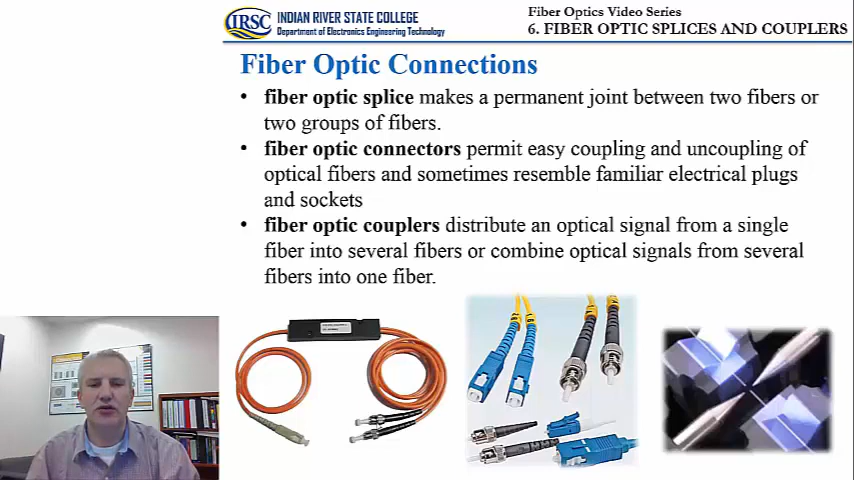 IRSC
INDIAN RIVER STATE COLLEGE
Department of Electronics Engineering Technology
Fiber Optics Video Series
6. FIBER OPTIC SPLICES AND COUPLERS
Fiber Optic Connections
• fiber optic splice makes a permanent joint between two fibers or
two groups of fibers.
• fiber optic connectors permit easy coupling and uncoupling of
optical fibers and sometimes resemble familiar electrical plugs
and sockets
• fiber optic couplers distribute an optical signal from a single
fiber into several fibers or combine optical signals from several
fibers into one fiber.